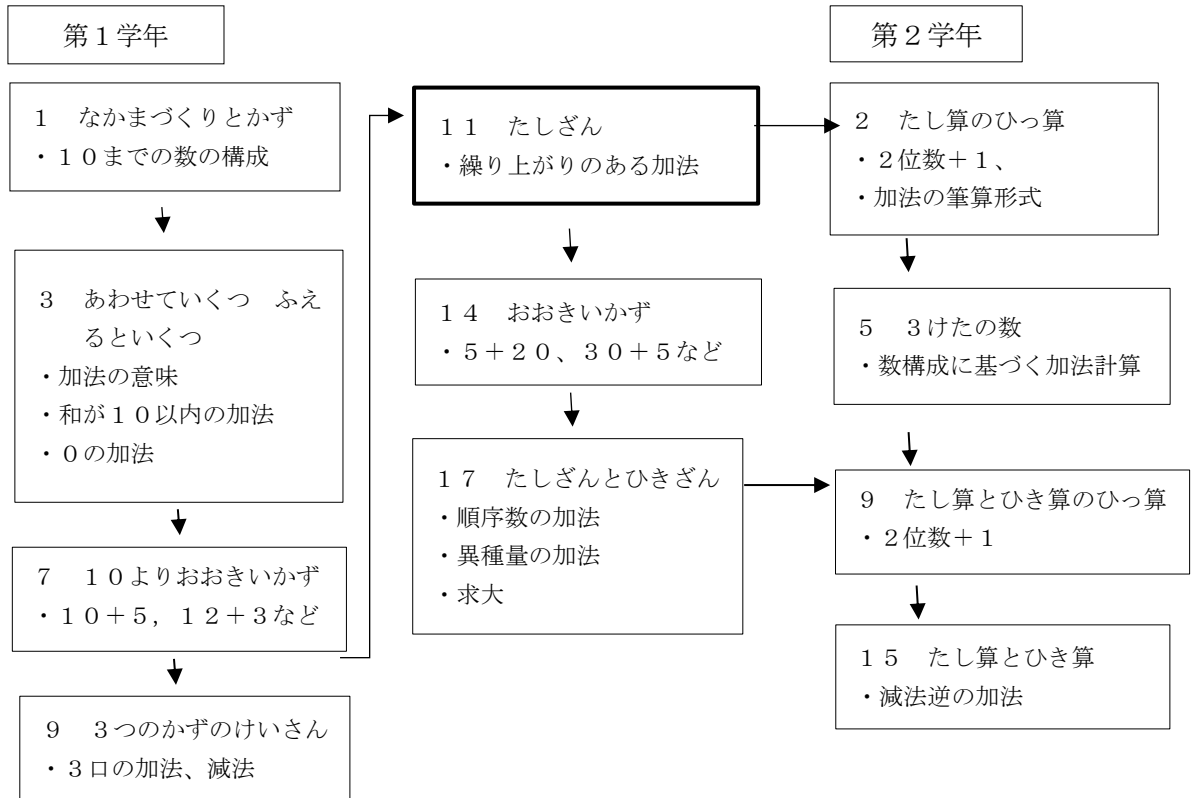 第１学年
１　なかまづくりとかず
・１０までの数の構成
３　あわせていくつ　ふえ
るといくつ
・加法の意味
・和が１０以内の加法
・０の加法
７　１０よりおおきいかず
・１０＋５，１２＋３など
９　３つのかずのけいさん
・３口の加法、減法
１１　たしざん
・繰り上がりのある加法
１４　おおきいかず
・５＋２０、３０＋５など
１７　たしざんとひきざん
・順序数の加法
・異種量の加法
・求大
第２学年
２　たし算のひっ算
・２位数＋１、
・加法の筆算形式
５　３けたの数
・数構成に基づく加法計算
９　たし算とひき算のひっ算
・２位数＋１
１５　たし算とひき算
・減法逆の加法